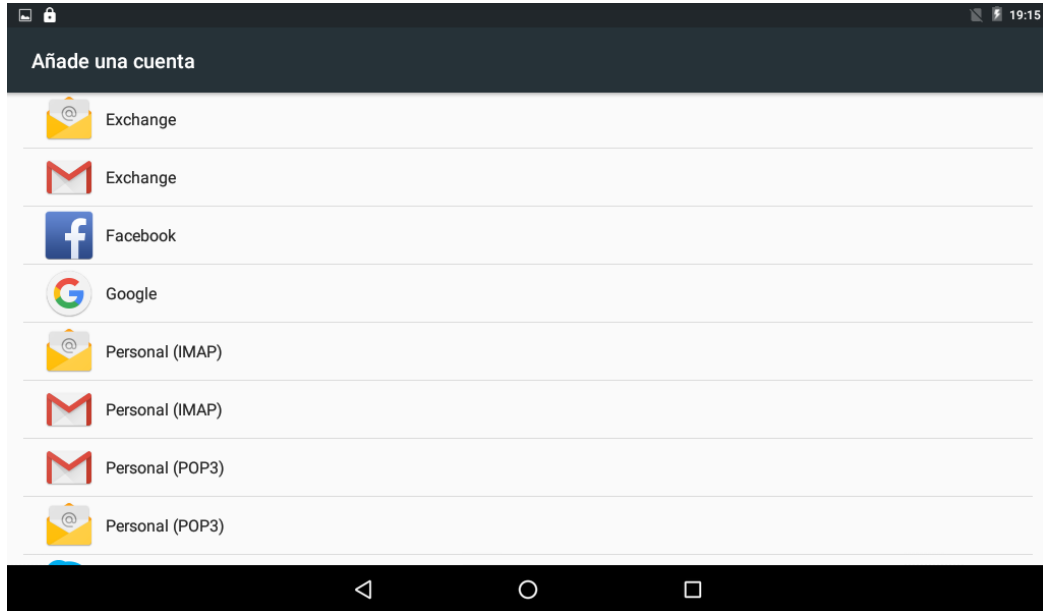 19:15
Añade una cuenta
Exchange
Exchange
Facebook
Google
Personal (IMAP)
Personal (IMAP)
Personal (POP3)
Personal (POP3)